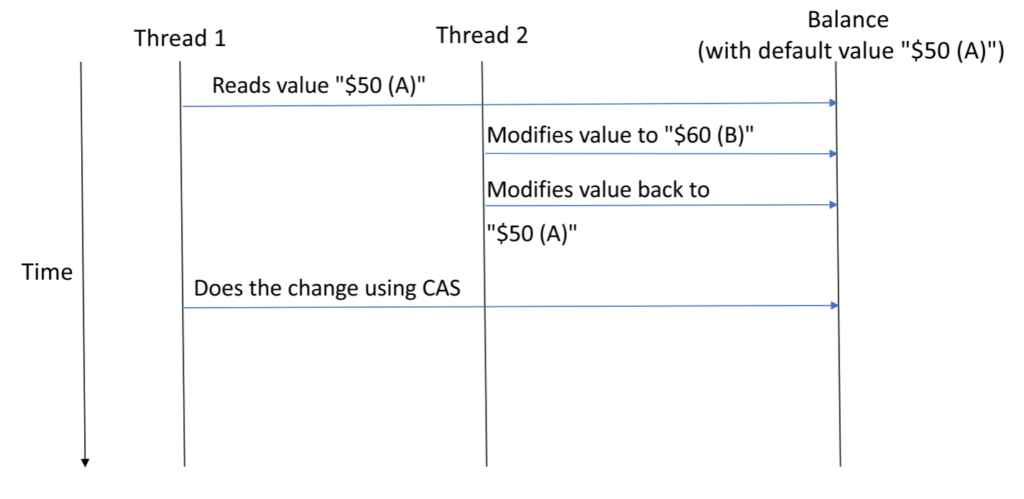 Thread 1
Thread 2
Balance
(with default value "$50 (A)")
Reads value "$50 (A)"
Modifies value to "$60 (B)"
Modifies value back to
"$50 (A)"
Time
Does the change using CAS